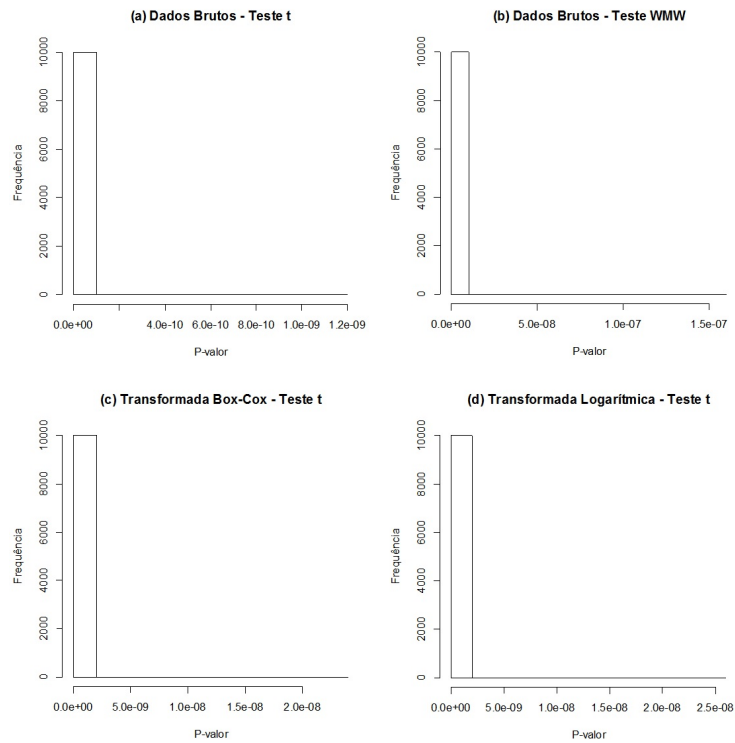 (a) Dados Brutos - Teste t
Frequência
0 2000 4000 6000 8000 10000
0.0e+00 4.0e-10 6.0e-10 8.0e-10 1.0e-09 1.2e-09
P-valor
(b) Dados Brutos - Teste WMW
Frequência
0 2000 4000 6000 8000 10000
0.0e+00 5.0e-08 1.0e-07 1.5e-07
P-valor
(c) Transformada Box-Cox - Teste t
Frequência
0 2000 4000 6000 8000 10000
0.0e+00 5.0e-09 1.0e-08 1.5e-08 2.0e-08
P-valor
(d) Transformada Logarítmica - Teste t
Frequência
0 2000 4000 6000 8000 10000
0.0e+00 5.0e-09 1.0e-08 1.5e-08 2.0e-08 2.5e-08
P-valor